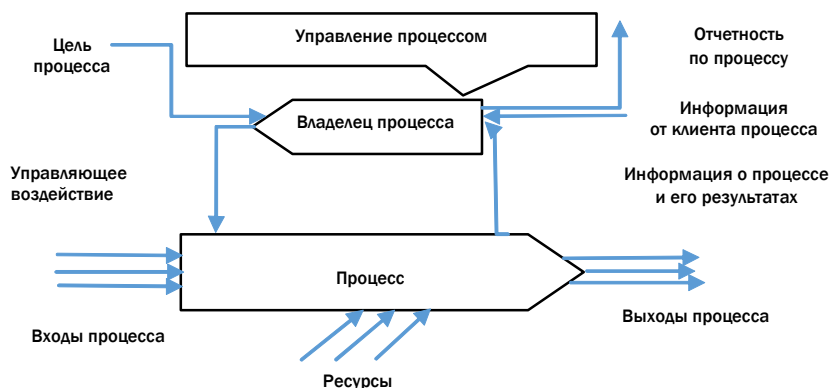 Цель
процесса
Управление процессом
Отчетность
по процессу
Владелец процесса
Информация
от клиента процесса
Управляющее
воздействие
Информация о процессе
и его результатах
Процесс
Входы процесса
Выходы процесса
Ресурсы